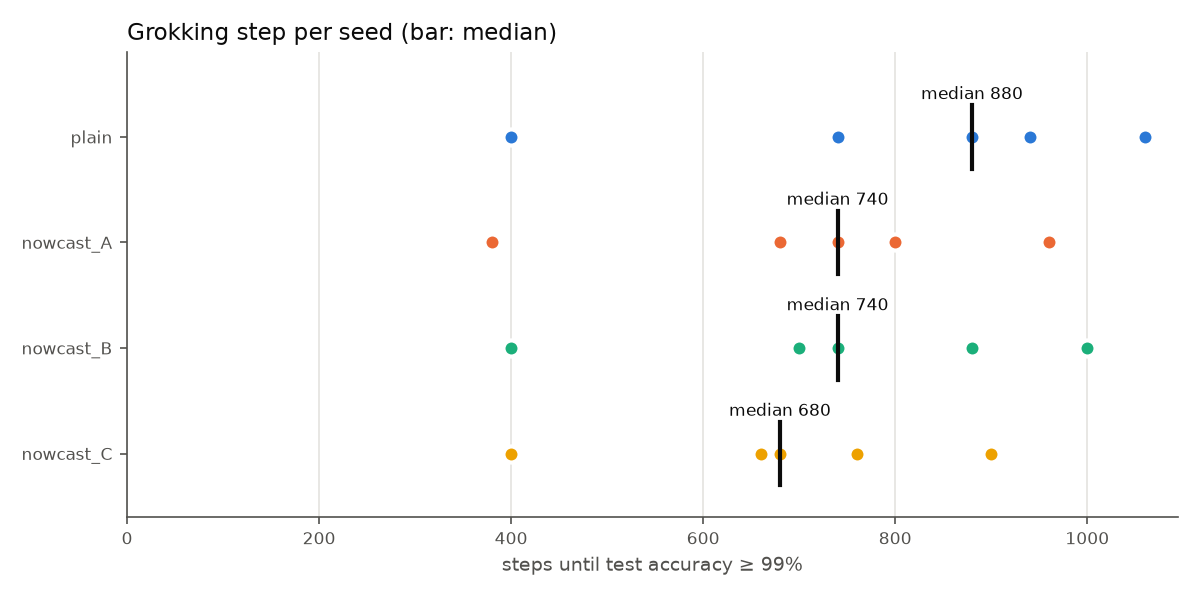 Grokking step per seed (bar: median)
median 880
plain
median 740
nowcast_A
median 740
nowcast_B
median 680
nowcast_C
0 200 400 600 800 1000
steps until test accuracy ≥ 99%